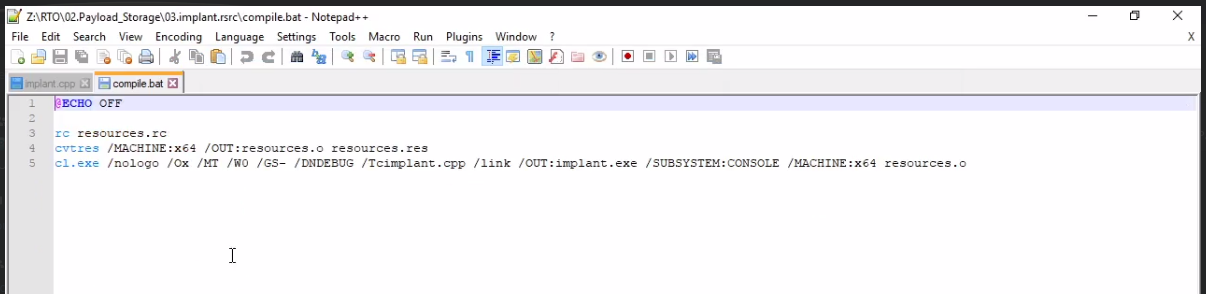 Z:\RTO\02.Payload_Storage\03.implant.rsrc\compile.bat - Notepad++
File Edit Search View Encoding Language Settings Tools Macro Run Plugins Window ? X
implant.cpp compile.bat
1 @ECHO OFF
2
3 rc resources.rc
4 cvtres /MACHINE:x64 /OUT:resources.o resources.res
5 cl.exe /nologo /Ox /MT /W0 /GS- /DNDEBUG /Tcimplant.cpp /link /OUT:implant.exe /SUBSYSTEM:CONSOLE /MACHINE:x64 resources.o